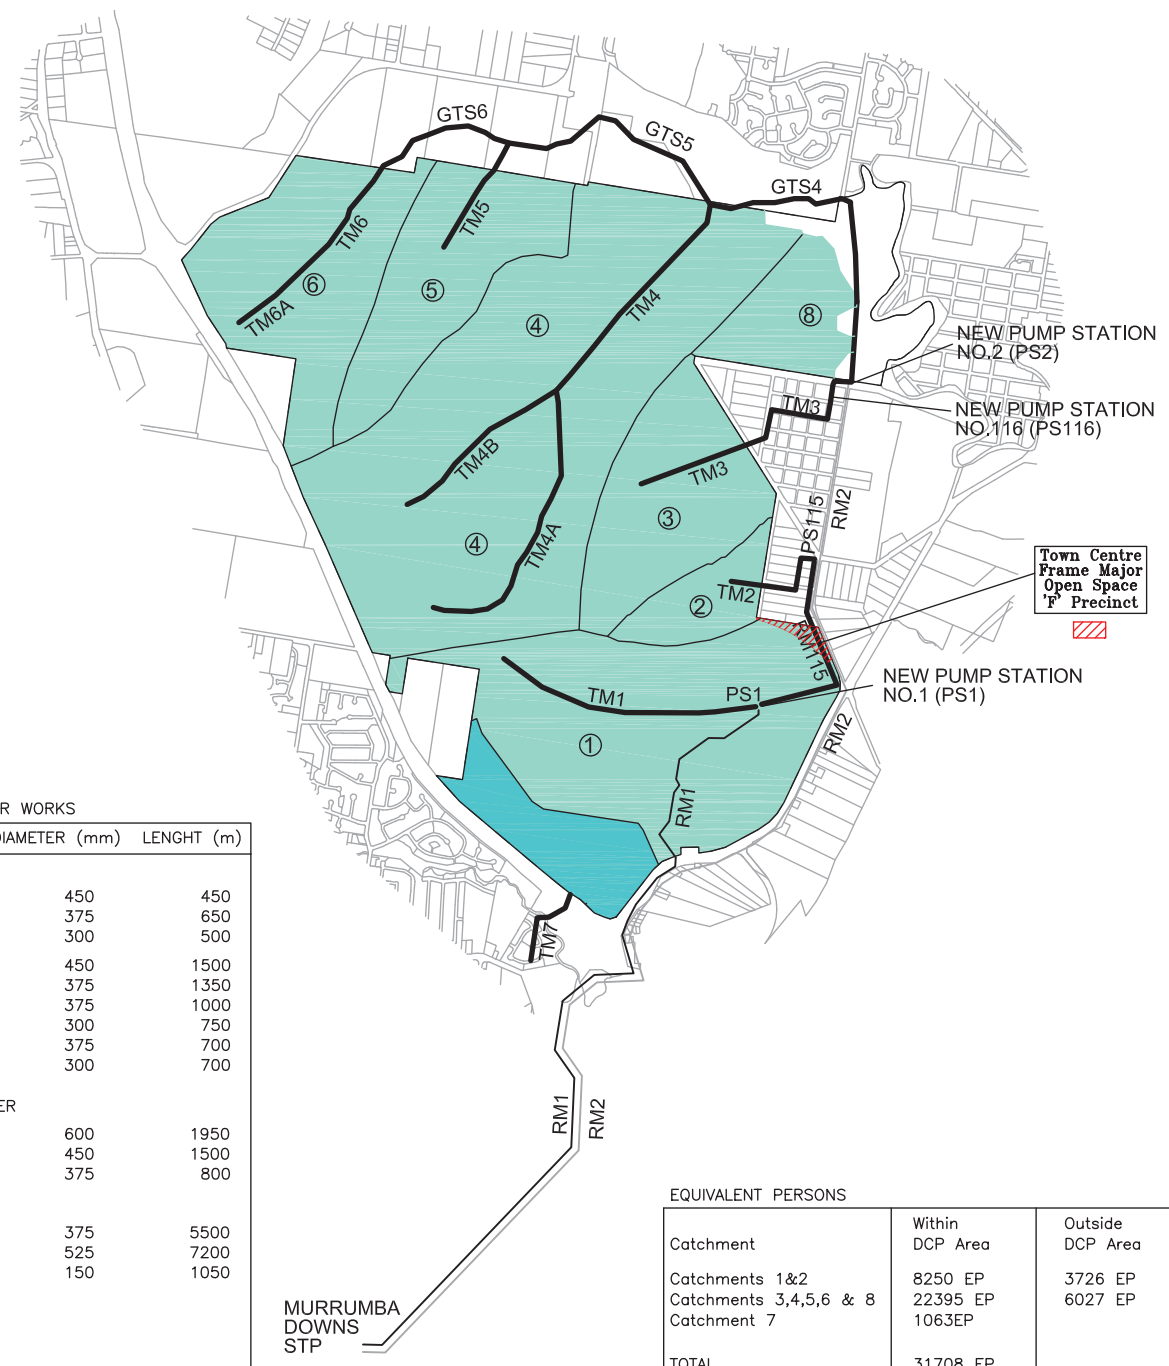 GTS6
GTS5
GTS4
TM5
TM6
TM4
TM6A
⑥
⑤
④
⑧
NEW PUMP STATION
NO.2 (PS2)
TM3
NEW PUMP STATION
NO.116 (PS116)
TM4B
TM3
PS115
RM2
③
④
TM4A
Town Centre
Frame Major
Open Space
'F' Precinct
TM2
②
NEW PUMP STATION
NO.1 (PS1)
TM1
PS1
RM2
①
RM1
TM7
R WORKS
DIAMETER (mm) LENGHT (m)
450 450
375 650
300 500
450 1500
375 1350
375 1000
300 750
375 700
300 700
ER
600 1950
450 1500
375 800
375 5500
525 7200
150 1050
RM1
RM2
MURRUMBA
DOWNS
STP
EQUIVALENT PERSONS
Within Outside
Catchment DCP Area DCP Area
Catchments 1&2 8250 EP 3726 EP
Catchments 3,4,5,6 & 8 22395 EP 6027 EP
Catchment 7 1063EP
TOTAL 31708 EP